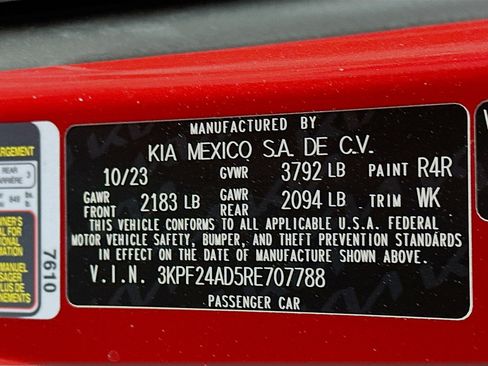 MANUFACTURED BY
KIA MEXICO S.A. DE C.V.
10/23 GVWR 3792 LB PAINT R4R
GAWR FRONT 2183 LB GAWR REAR 2094 LB TRIM WK
THIS VEHICLE CONFORMS TO ALL APPLICABLE U.S.A. FEDERAL
MOTOR VEHICLE SAFETY, BUMPER, AND THEFT PREVENTION STANDARDS
IN EFFECT ON THE DATE OF MANUFACTURE SHOWN ABOVE.
V.I.N. 3KPF24AD5RE707788
PASSENGER CAR
7610
REAR 3